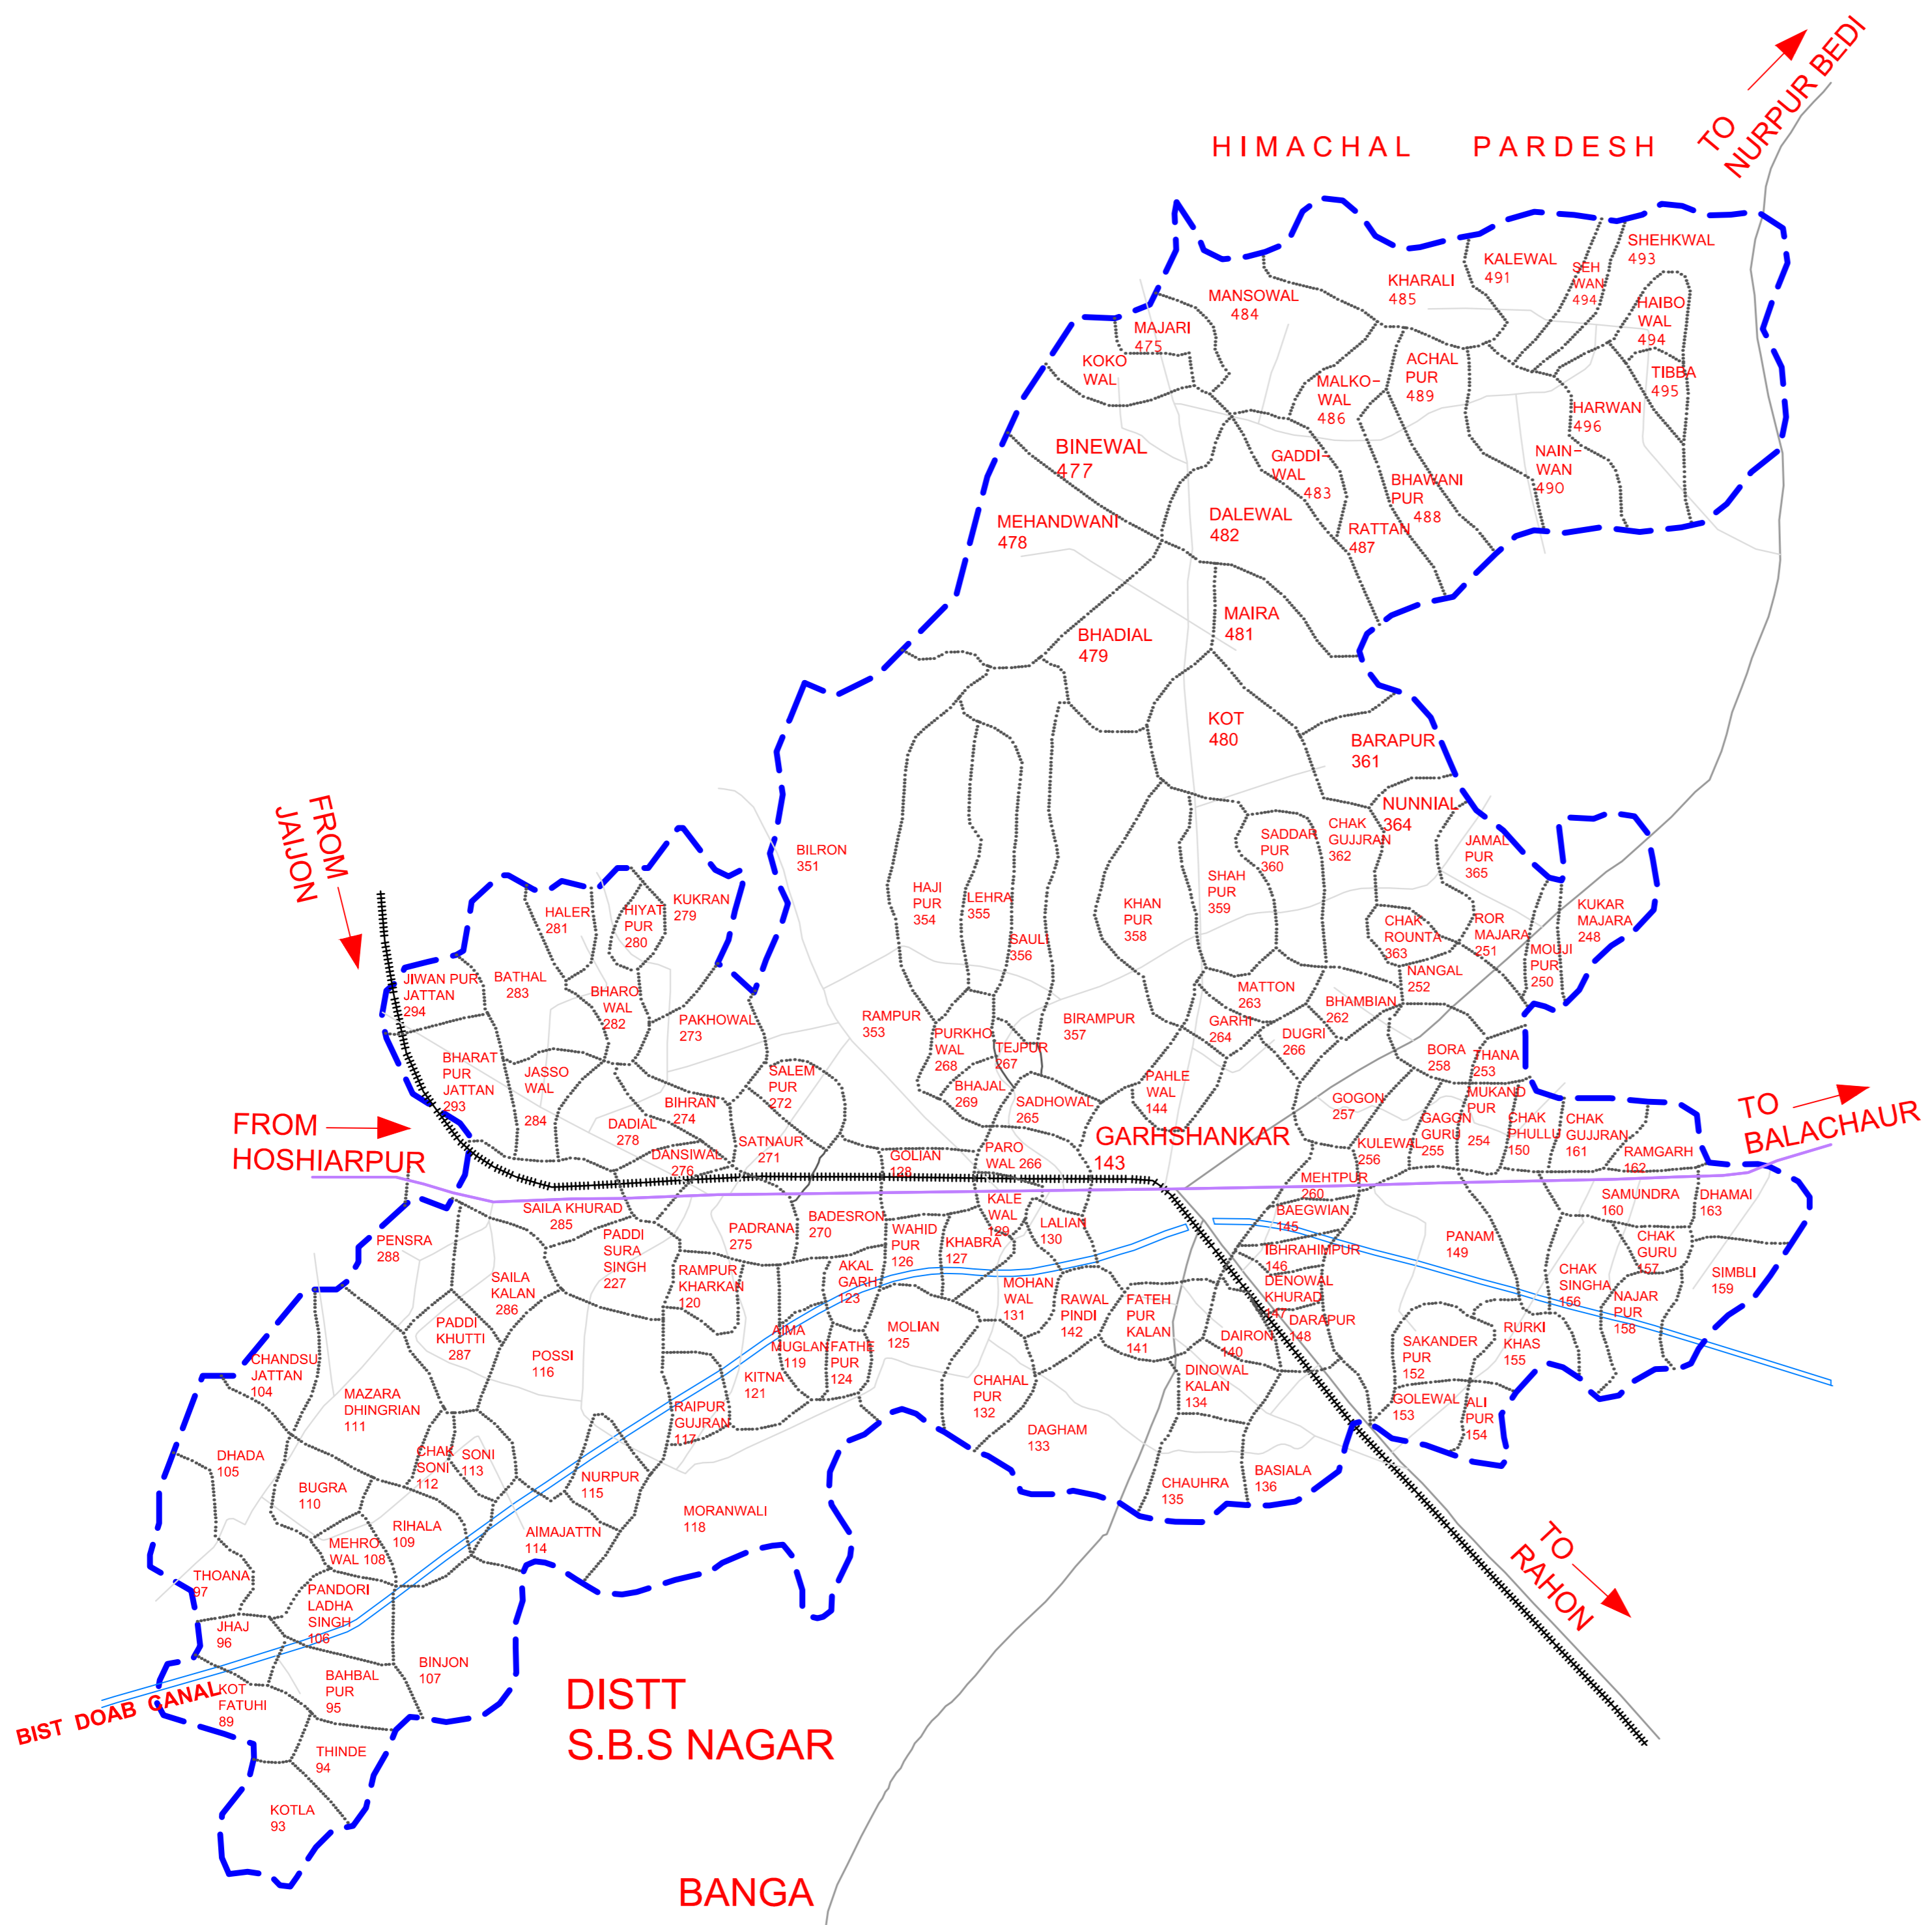 TO
NURPUR BEDI
HIMACHAL PARDESH
SHEHKWAL
493
KALEWAL
491
SEH
WAN
494
KHARALI
485
MANSOWAL
484
HAIBO
WAL
494
MAJARI
475
KOKO
WAL
ACHAL
PUR
489
TIBBA
495
MALKO-
WAL
486
HARWAN
496
BINEWAL
477
GADDI-
WAL
483
NAIN-
WAN
490
BHAWANI
PUR
488
MEHANDWANI
478
DALEWAL
482
RATTAN
487
MAIRA
481
BHADIAL
479
KOT
480
BARAPUR
361
NUNNIAL
364
FROM
JAIJON
BILRON
351
SADDAR
PUR
360
CHAK
GUJJRAN
362
JAMAL
PUR
365
HAJI
PUR
354
LEHRA
355
SAULI
356
KHAN
PUR
358
SHAH
PUR
359
KUKRAN
279
HIYAT
PUR
280
HALER
281
CHAK
ROUNTA
363
ROR
MAJARA
251
KUKAR
MAJARA
248
MOUJI
PUR
250
JIWAN PUR
JATTAN
294
BATHAL
283
BHARO
WAL
282
NANGAL
252
MATTON
263
BHAMBIAN
262
PAKHOWAL
273
RAMPUR
353
PURKHO
WAL
268
TEJPUR
267
BIRAMPUR
357
GARHI
264
DUGRI
266
BORA
258
THANA
253
BHARAT
PUR
JATTAN
293
JASSO
WAL
284
SALEM
PUR
272
BHAJAL
269
SADHOWAL
265
PAHLE
WAL
144
GOGON
257
MUKAND
PUR
254
BIHRAN
274
DADIAL
278
GAGON
GURU
255
CHAK
PHULLU
150
CHAK
GUJJRAN
161
TO
BALACHAUR
FROM
HOSHIARPUR
DANSIWAL
276
SATNAUR
271
GOLIAN
128
PARO
WAL 266
GARHSHANKAR
143
KULEWAL
256
RAMGARH
162
MEHTPUR
260
SAILA KHURAD
285
PADRANA
275
BADESRON
270
WAHID
PUR
126
KALE
WAL
129
LALIAN
130
BAEGWIAN
145
SAMUNDRA
160
DHAMAI
163
PENSRA
288
PADDI
SURA
SINGH
227
KHABRA
127
IBHRAHIMPUR
146
PANAM
149
CHAK
GURU
157
SAILA
KALAN
286
RAMPUR
KHARKAN
120
AKAL
GARH
123
MOHAN
WAL
131
RAWAL
PINDI
142
FATEH
PUR
KALAN
141
DENOWAL
KHURAD
147
CHAK
SINGHA
156
SIMBLI
159
NAJAR
PUR
158
PADDI
KHUTTI
287
AIMA
MUGLAN
119
FATHE
PUR
124
MOLIAN
125
DAIRON
140
DARAPUR
148
SAKANDER
PUR
152
RURKI
KHAS
155
CHANDSU
JATTAN
104
POSSI
116
KITNA
121
CHAHAL
PUR
132
DINOWAL
KALAN
134
MAZARA
DHINGRIAN
111
RAIPUR
GUJRAN
117
DAGHAM
133
GOLEWAL
153
ALI
PUR
154
DHADA
105
CHAK
SONI
112
SONI
113
NURPUR
115
CHAUHRA
135
BASIALA
136
BUGRA
110
MORANWALI
118
RIHALA
109
AIMAJATTN
114
MEHRO
WAL 108
THOANA
97
PANDORI
LADHA
SINGH
106
TO
RAHON
JHAJ
96
BINJON
107
BAHBAL
PUR
95
KOT
FATUHI
89
BIST DOAB CANAL
DISTT
S.B.S NAGAR
THINDE
94
KOTLA
93
BANGA